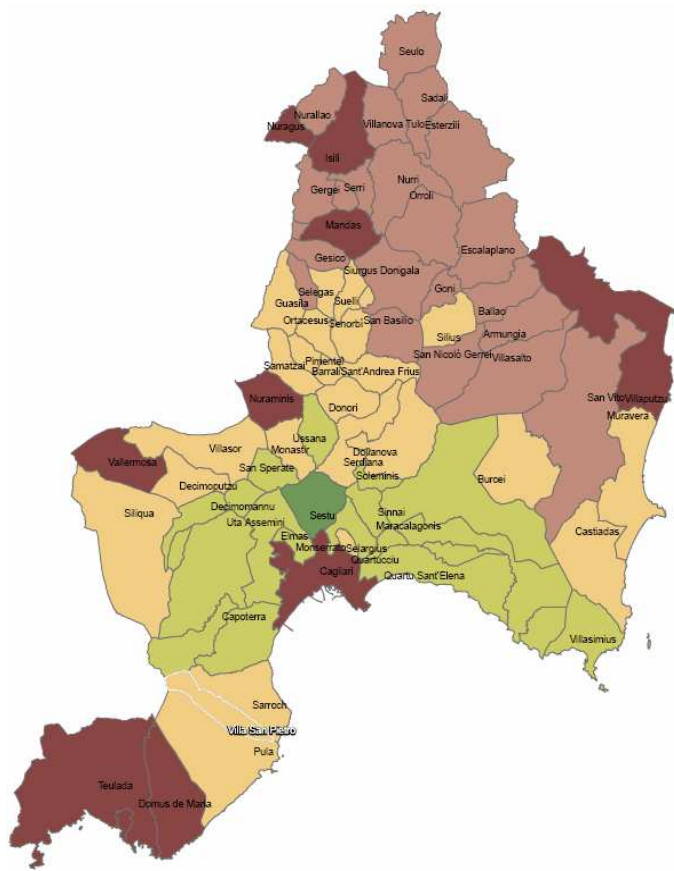 Seulo
Sadali
Nurallao
Nuragus
Villanova Tulo Esterzili
Isili
Nurri
Gergei Serri
Orroli
Mandas
Escalaplano
Gesico
Siurgus Donigala
Selegas
Goni
Guasila
Suelli
Ballao
Ortacesus
Senorbi
San Basilio
Armungia
Silius
San Nicolò Gerrei
Villasalto
Samatzai
Pimentel
Barrali
Sant'Andrea Frius
San Vito
Villaputzu
Nuraminis
Donori
Muravera
Ussana
Villasor
Monastir
Dolianova
Vallermosa
Serdiana
San Sperate
Soleminis
Burcei
Decimoputzu
Siliqua
Decimomannu
Sestu
Sinnai
Uta Assemini
Maracalagonis
Castiadas
Elmas
Monserrato
Selargius
Cagliari
Quartucciu
Quartu Sant'Elena
Capoterra
Villasimius
Sarroch
Villa San Pietro
Pula
Teulada
Domus de Maria